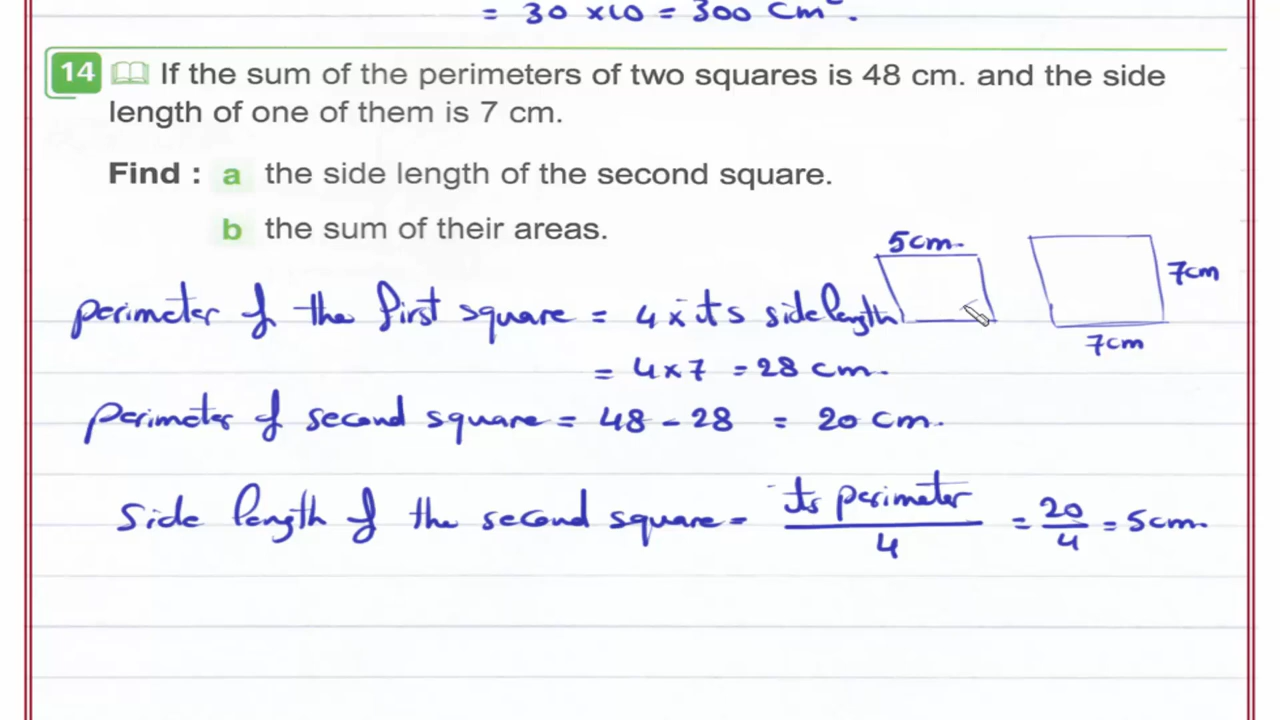 = 30 ×10 = 300 cm².
14 If the sum of the perimeters of two squares is 48 cm. and the side
length of one of them is 7 cm.
Find : a the side length of the second square.
b the sum of their areas.
5cm.
7cm
7cm
perimeter of the first square = 4 × its side length
= 4×7 = 28 cm.
perimeter of second square = 48 - 28 = 20 cm.
side length of the second square = its perimeter / 4 = 20/4 = 5cm.